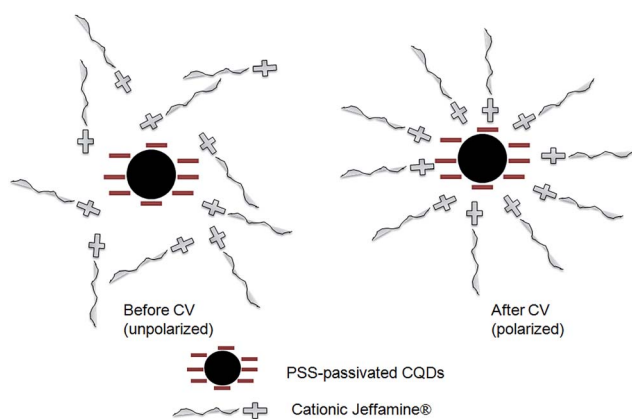 Before CV
(unpolarized)
After CV
(polarized)
PSS-passivated CQDs
Cationic Jeffamine®